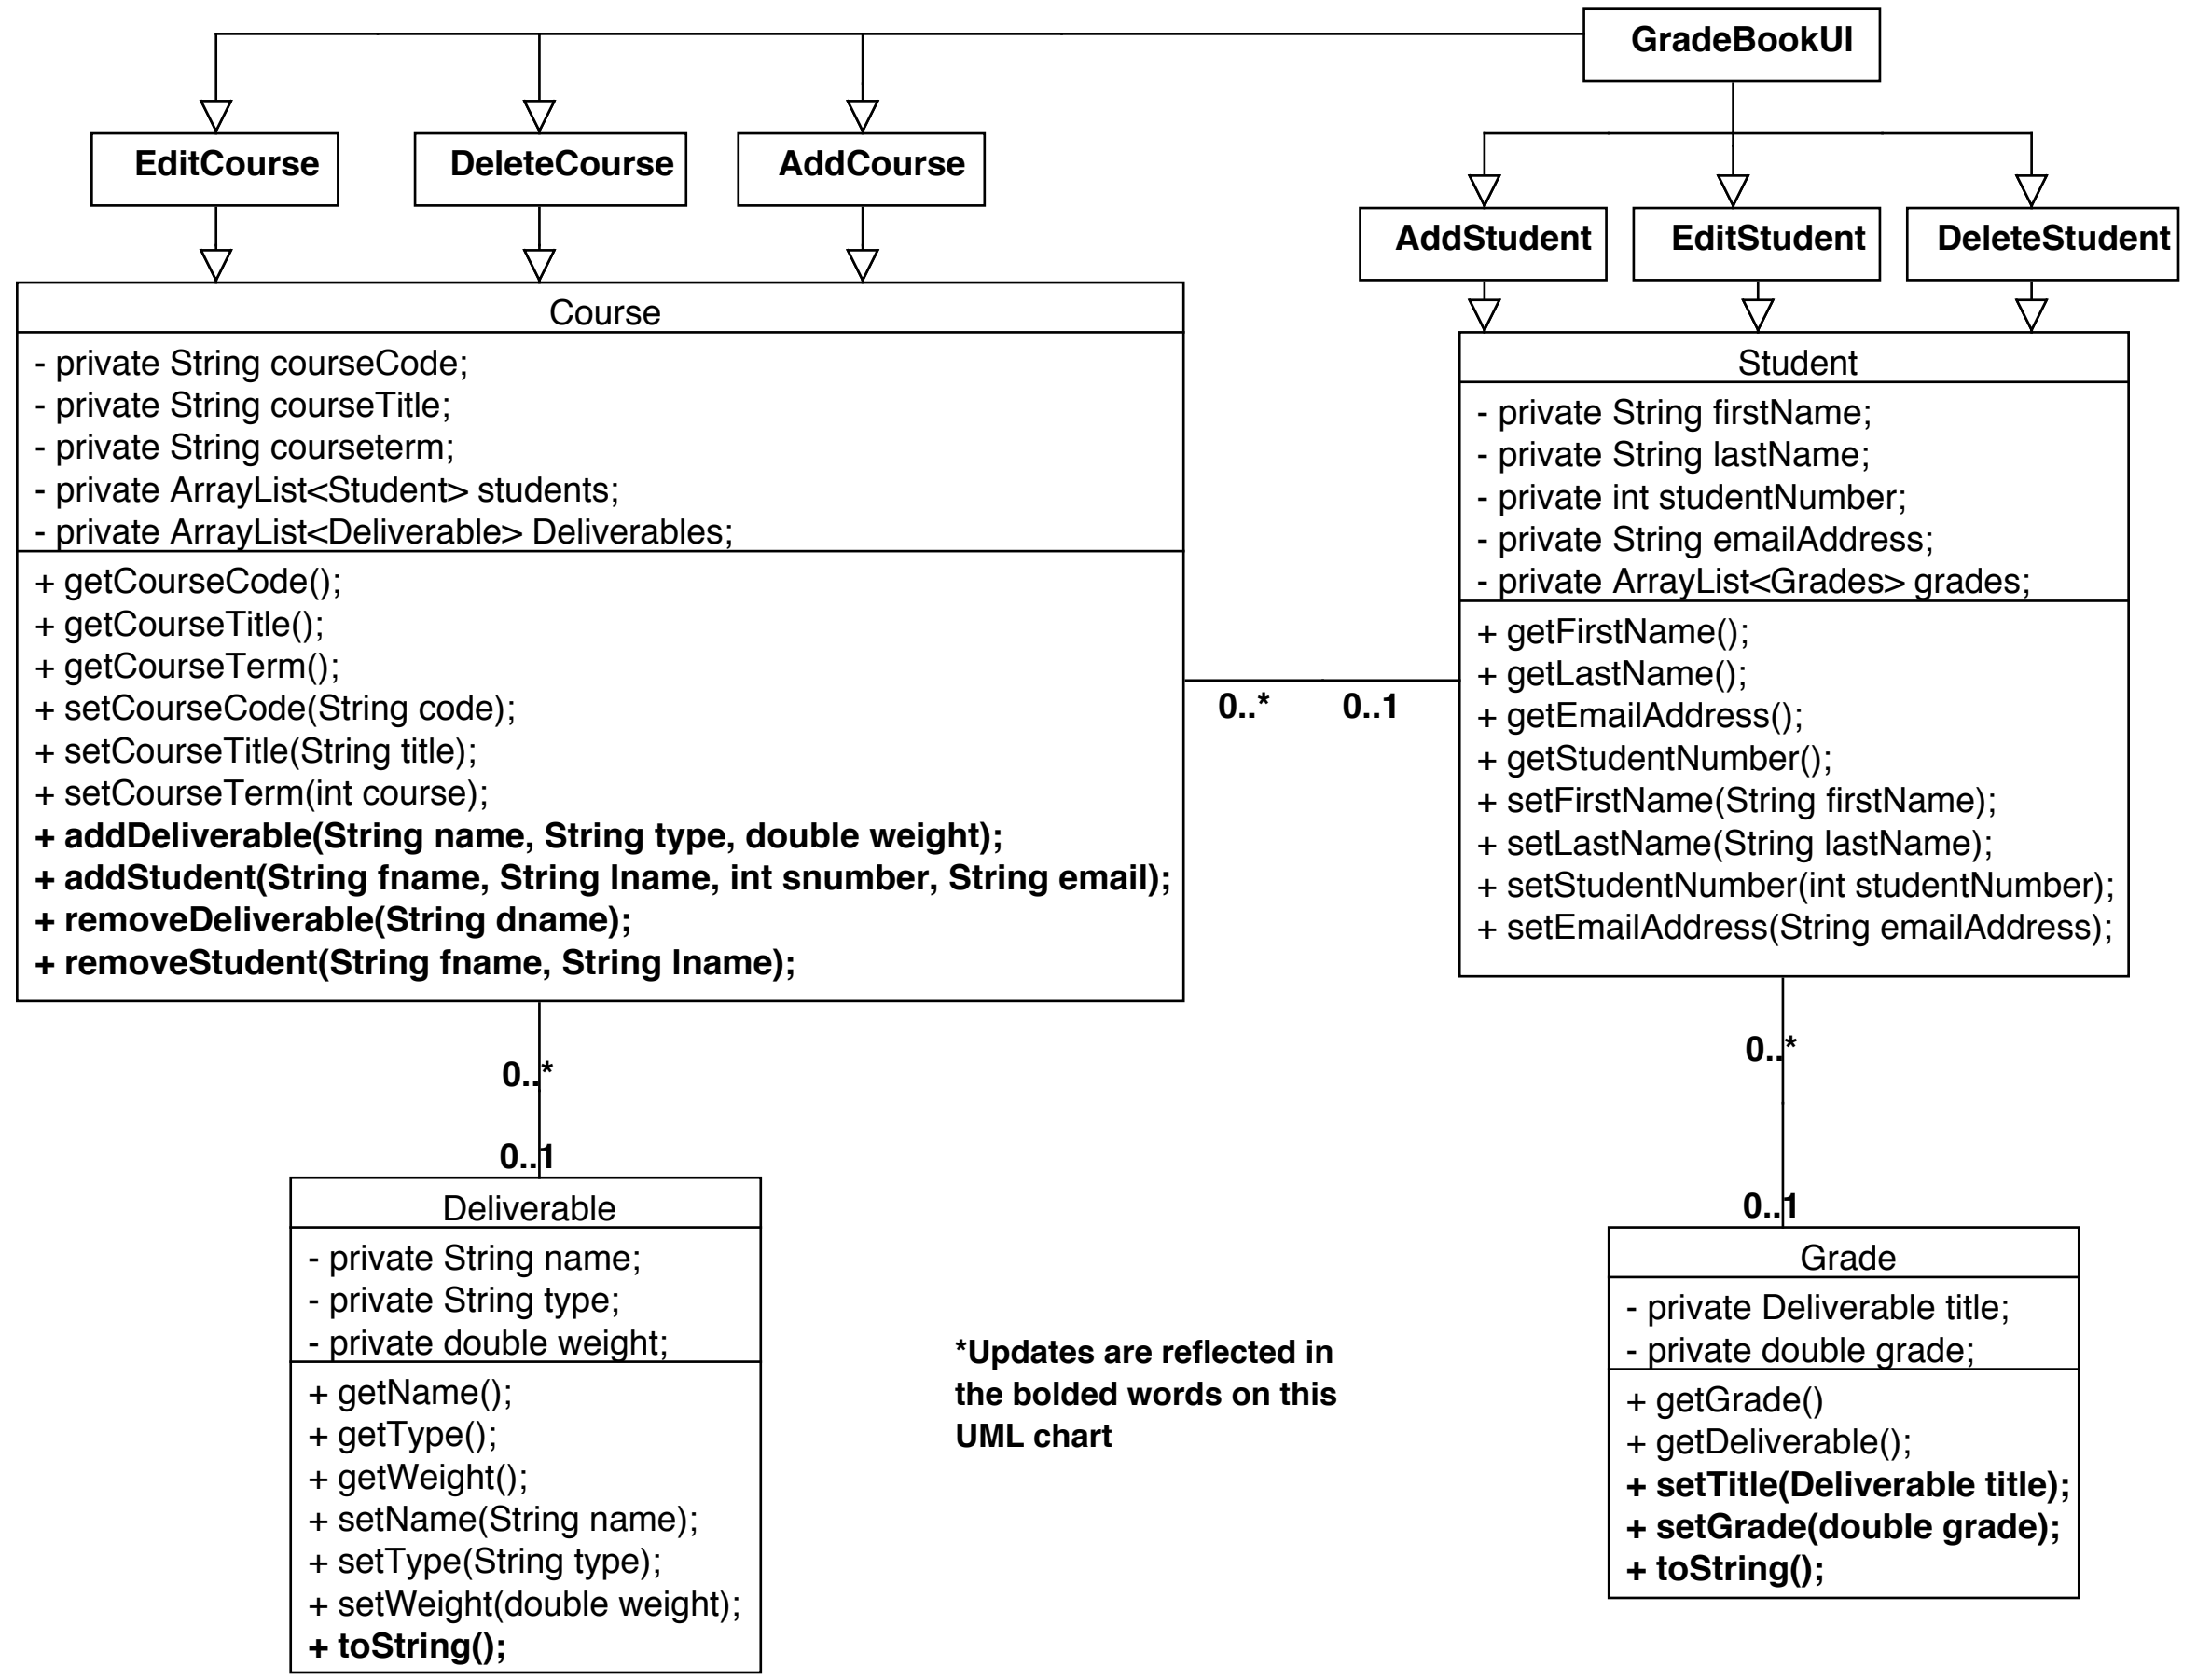 GradeBookUI
EditCourse
DeleteCourse
AddCourse
AddStudent
EditStudent
DeleteStudent
Course
- private String courseCode;
- private String courseTitle;
- private String courseterm;
- private ArrayList<Student> students;
- private ArrayList<Deliverable> Deliverables;
+ getCourseCode();
+ getCourseTitle();
+ getCourseTerm();
+ setCourseCode(String code);
+ setCourseTitle(String title);
+ setCourseTerm(int course);
+ addDeliverable(String name, String type, double weight);
+ addStudent(String fname, String lname, int snumber, String email);
+ removeDeliverable(String dname);
+ removeStudent(String fname, String lname);
0..*
0..1
Student
- private String firstName;
- private String lastName;
- private int studentNumber;
- private String emailAddress;
- private ArrayList<Grades> grades;
+ getFirstName();
+ getLastName();
+ getEmailAddress();
+ getStudentNumber();
+ setFirstName(String firstName);
+ setLastName(String lastName);
+ setStudentNumber(int studentNumber);
+ setEmailAddress(String emailAddress);
0..*
0..1
Deliverable
- private String name;
- private String type;
- private double weight;
+ getName();
+ getType();
+ getWeight();
+ setName(String name);
+ setType(String type);
+ setWeight(double weight);
+ toString();
*Updates are reflected in
the bolded words on this
UML chart
0..*
0..1
Grade
- private Deliverable title;
- private double grade;
+ getGrade()
+ getDeliverable();
+ setTitle(Deliverable title);
+ setGrade(double grade);
+ toString();